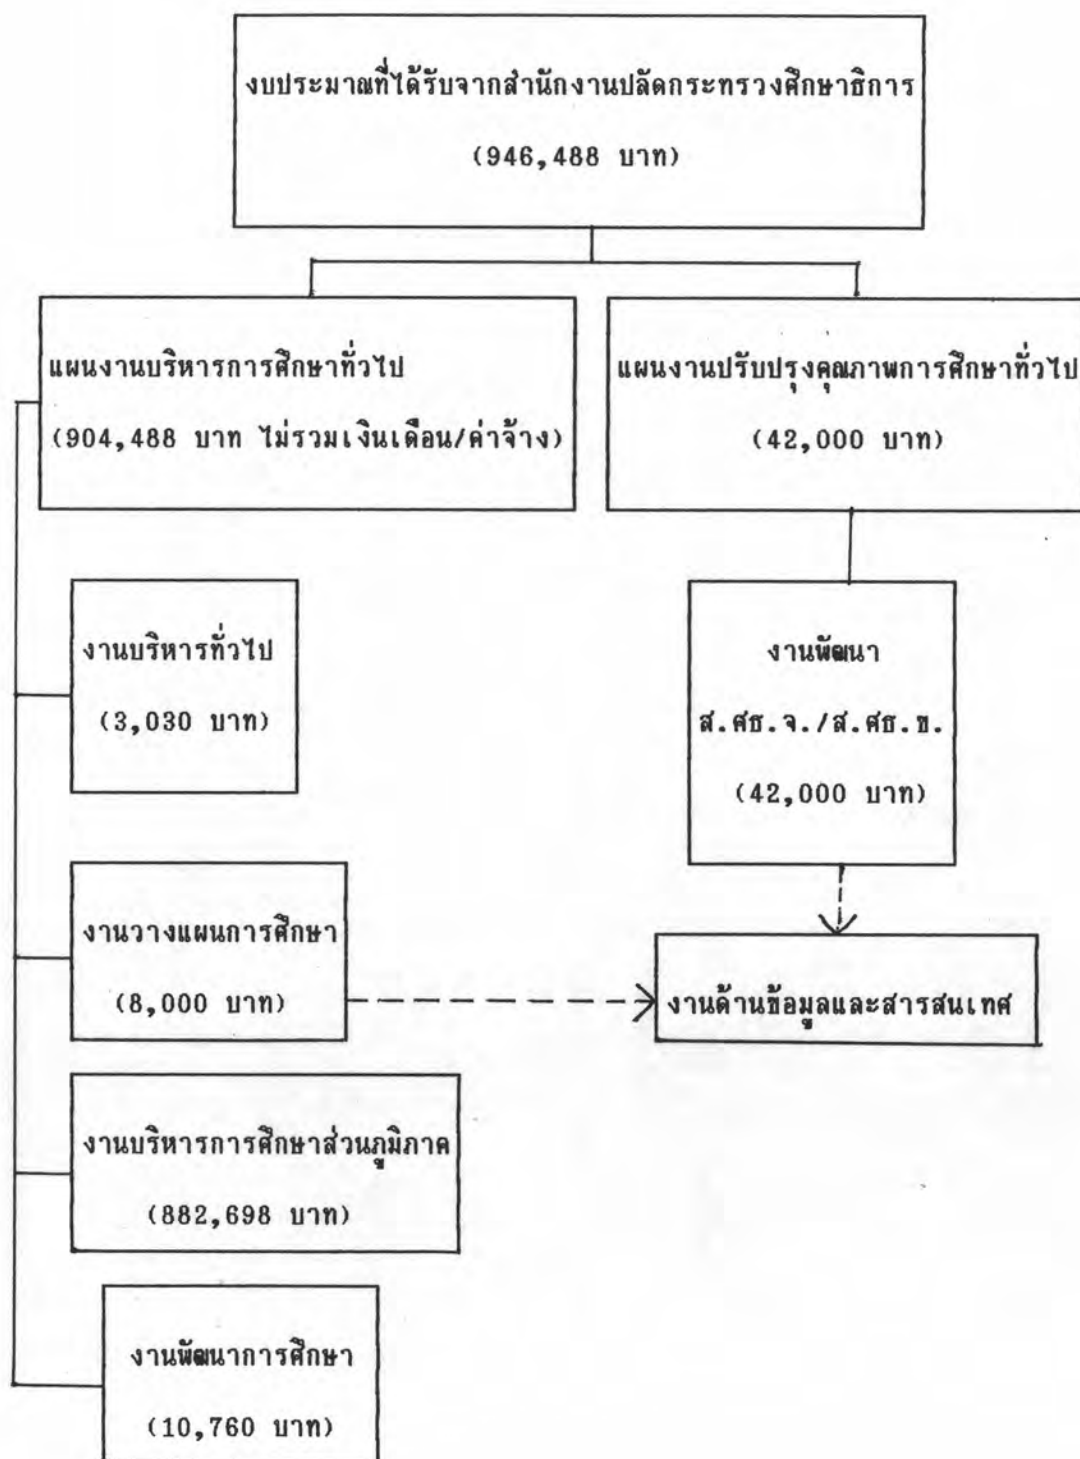 งบประมาณที่ได้รับจากสำนักงานปลัดกระทรวงศึกษาธิการ
(946,488 บาท)
แผนงานบริหารการศึกษาทั่วไป
(904,488 บาท ไม่รวมเงินเดือน/ค่าจ้าง)
แผนงานปรับปรุงคุณภาพการศึกษาทั่วไป
(42,000 บาท)
งานบริหารทั่วไป
(3,030 บาท)
งานพัฒนา
ส.ศธ.จ./ส.ศธ.ข.
(42,000 บาท)
งานวางแผนการศึกษา
(8,000 บาท)
งานด้านข้อมูลและสารสนเทศ
งานบริหารการศึกษาส่วนภูมิภาค
(882,698 บาท)
งานพัฒนาการศึกษา
(10,760 บาท)